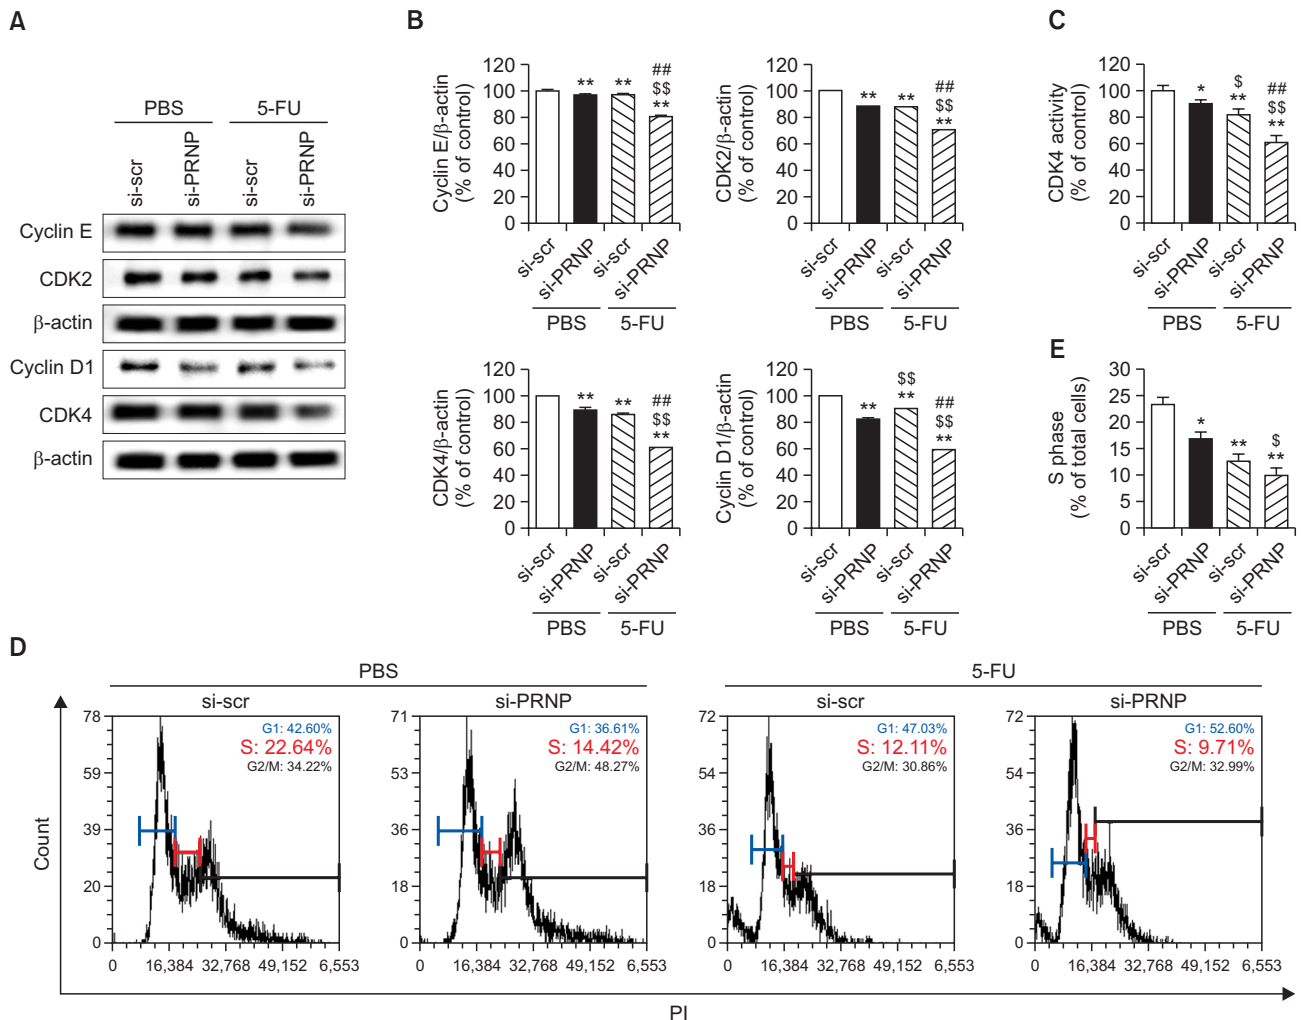 A
PBS 5-FU
si-scr si-PRNP si-scr si-PRNP
Cyclin E
CDK2
β-actin
Cyclin D1
CDK4
β-actin
B
Cyclin E/β-actin
(% of control)
120
100
80
60
40
20
0
** ** ## $$ **
si-scr si-PRNP si-scr si-PRNP
PBS 5-FU
CDK2/β-actin
(% of control)
120
100
80
60
40
20
0
** ** ## $$ **
si-scr si-PRNP si-scr si-PRNP
PBS 5-FU
CDK4/β-actin
(% of control)
120
100
80
60
40
20
0
** ** ## $$ **
si-scr si-PRNP si-scr si-PRNP
PBS 5-FU
Cyclin D1/β-actin
(% of control)
120
100
80
60
40
20
0
** $$ ** ## $$ **
si-scr si-PRNP si-scr si-PRNP
PBS 5-FU
C
CDK4 activity
(% of control)
120
100
80
60
40
20
0
* $ ** ## $$ **
si-scr si-PRNP si-scr si-PRNP
PBS 5-FU
E
S phase
(% of total cells)
30
25
20
15
10
5
0
* ** $ **
si-scr si-PRNP si-scr si-PRNP
PBS 5-FU
D
PBS 5-FU
Count
si-scr
G1: 42.60%
S: 22.64%
G2/M: 34.22%
78
59
39
20
0
0 16,384 32,768 49,152 6,553
si-PRNP
G1: 36.61%
S: 14.42%
G2/M: 48.27%
71
53
36
18
0
0 16,384 32,768 49,152 6,553
si-scr
G1: 47.03%
S: 12.11%
G2/M: 30.86%
72
54
36
18
0
0 16,384 32,768 49,152 6,553
si-PRNP
G1: 52.60%
S: 9.71%
G2/M: 32.99%
72
54
36
18
0
0 16,384 32,768 49,152 6,553
PI